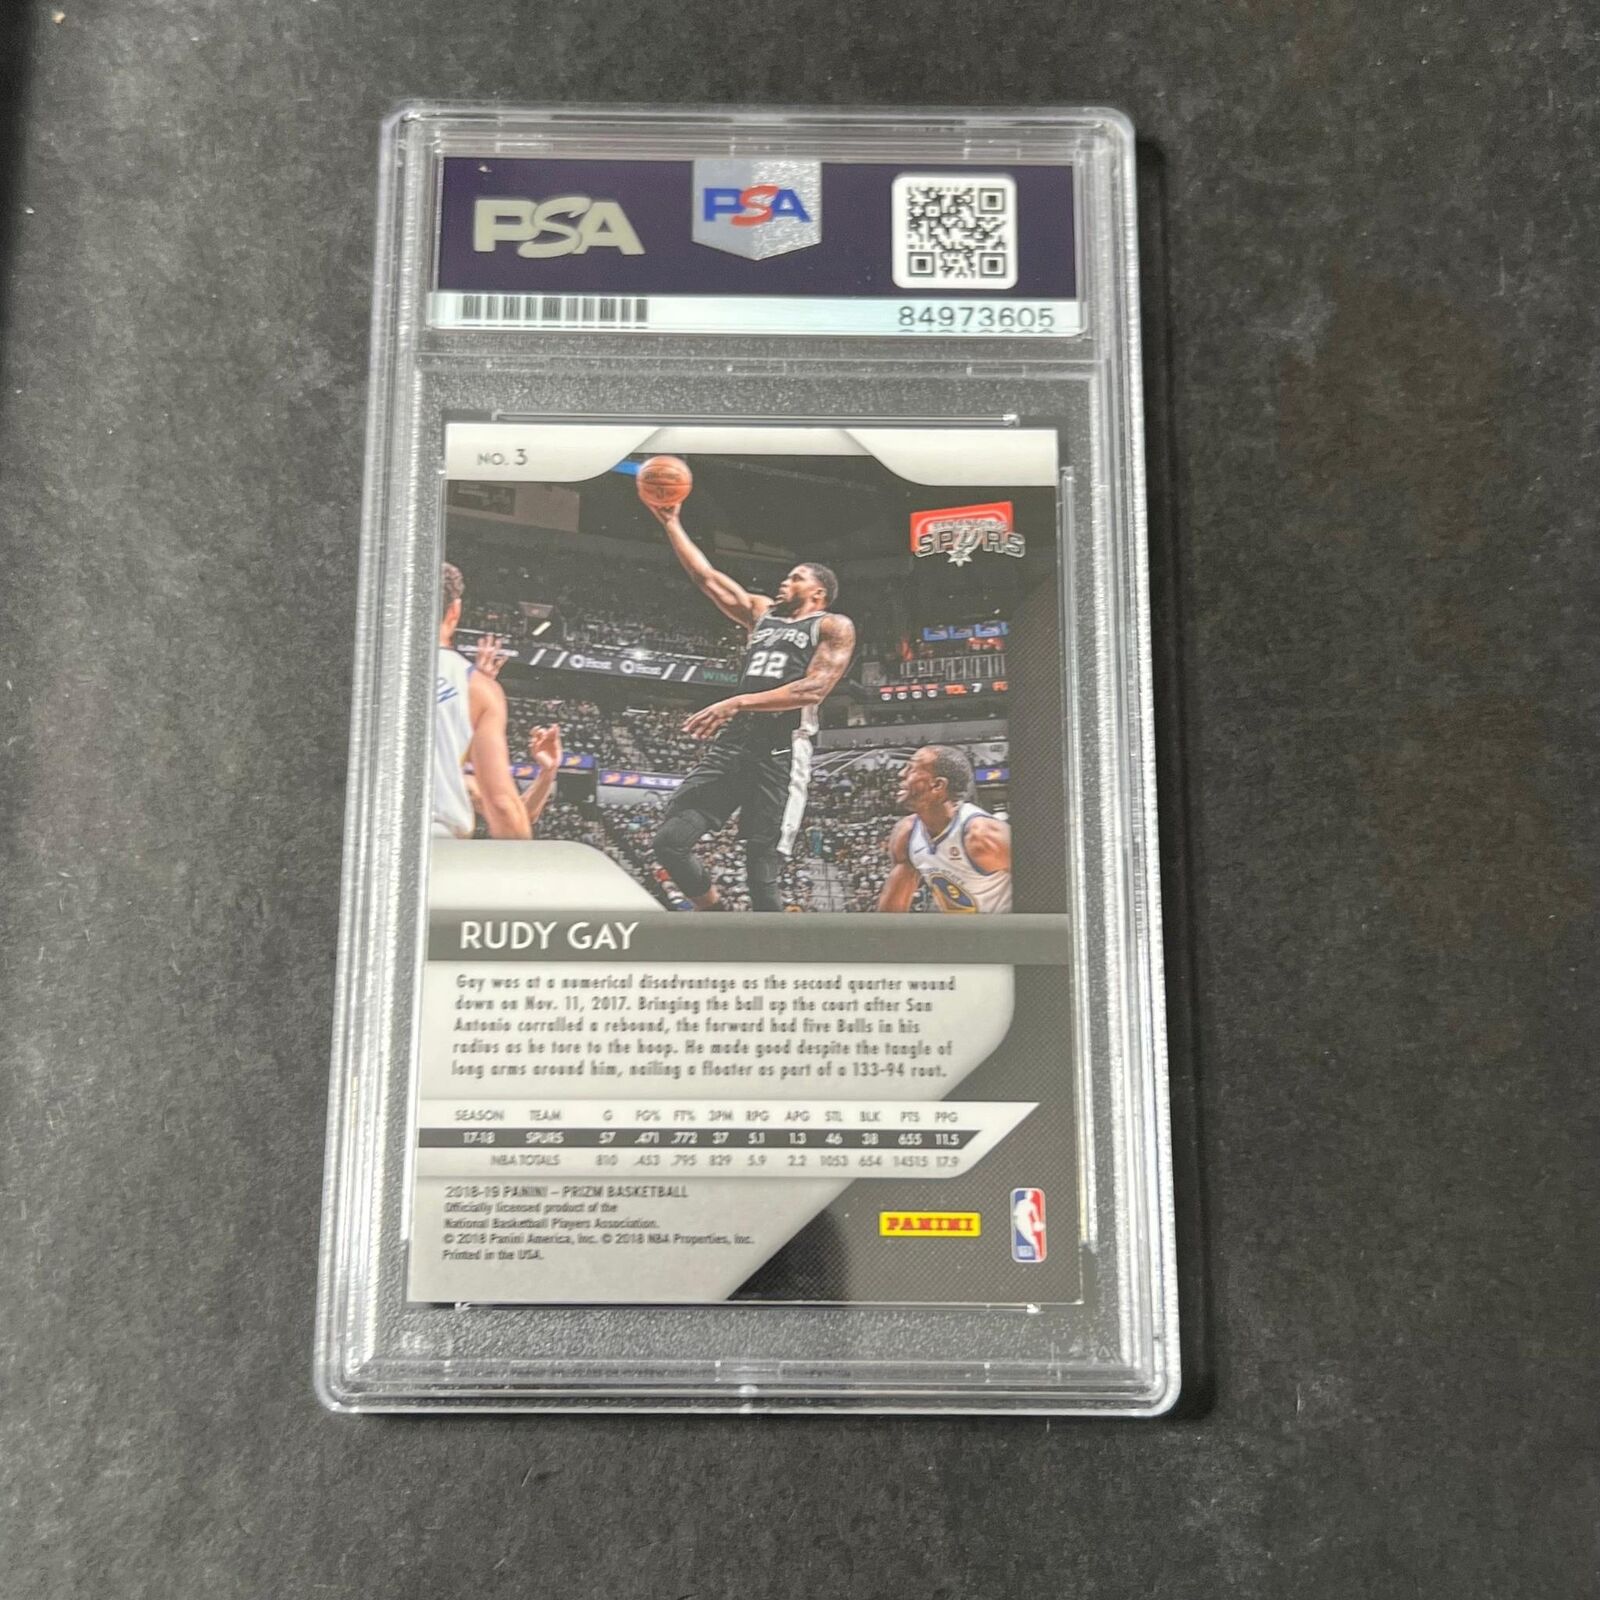 PSA
PSA
84973605
NO. 3
SAN ANTONIO
SPURS
SPURS
22
WING
TOL 7
RUDY GAY
Gay was at a numerical disadvantage as the second quarter wound
down on Nov. 11, 2017. Bringing the ball up the court after San
Antonio corralled a rebound, the forward had five Bulls in his
radius as he tore to the hoop. He made good despite the tangle of
long arms around him, nailing a floater as part of a 133-94 rout.
SEASON TEAM G FG% FT% 3PM RPG APG STL BLK PTS PPG
17-18 SPURS 57 .471 .772 37 5.1 1.3 46 38 655 11.5
NBA TOTALS 810 .453 .795 829 5.9 2.2 1053 654 14515 17.9
2018-19 PANINI – PRIZM BASKETBALL
Officially licensed product of the
National Basketball Players Association.
© 2018 Panini America, Inc. © 2018 NBA Properties, Inc.
Printed in the USA.
PANINI
NBA